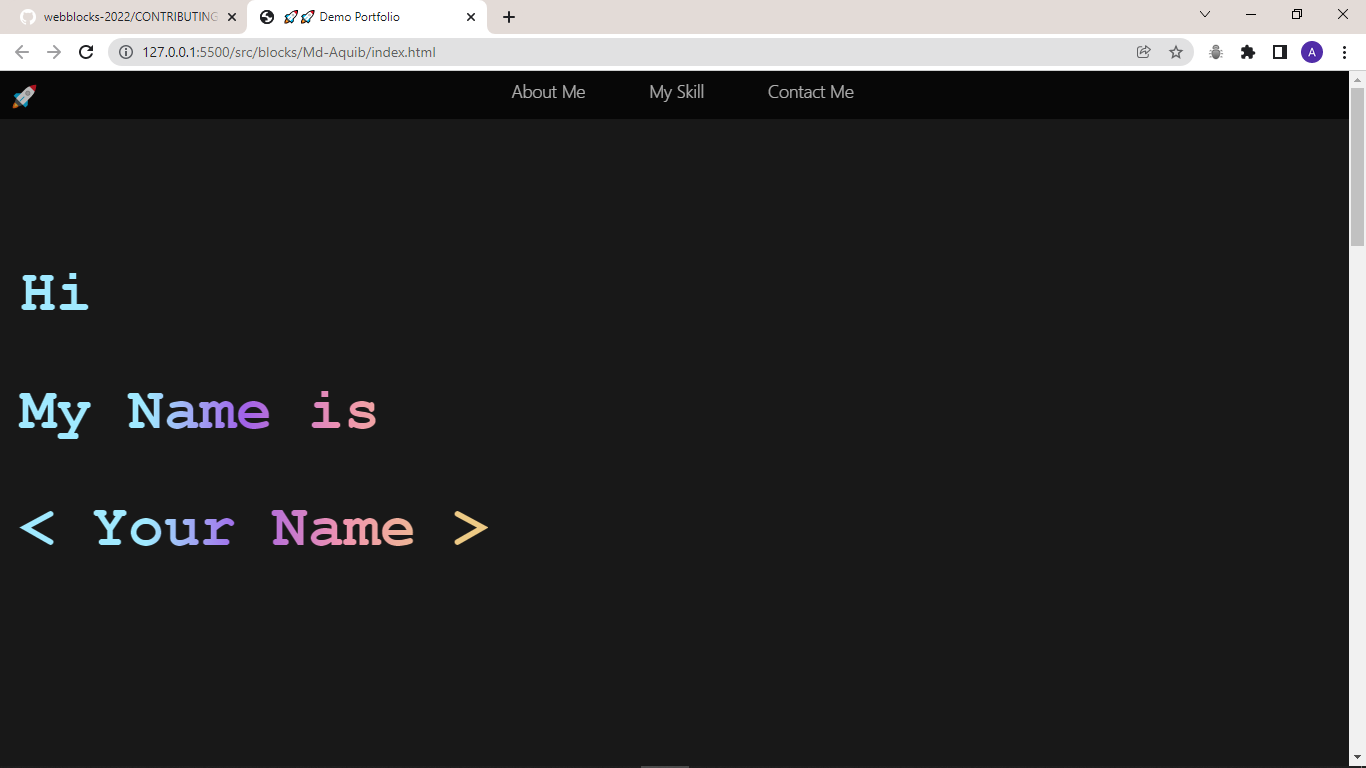 webblocks-2022/CONTRIBUTING
🚀🚀 Demo Portfolio
127.0.0.1:5500/src/blocks/Md-Aquib/index.html
A
About Me
My Skill
Contact Me
Hi
My Name is
< Your Name >